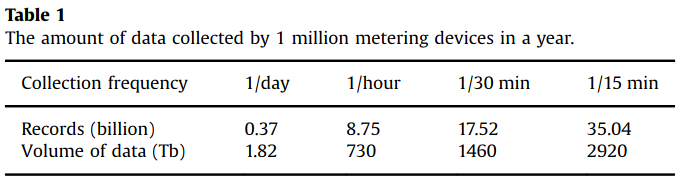 Table 1
The amount of data collected by 1 million metering devices in a year.
Collection frequency 1/day 1/hour 1/30 min 1/15 min
Records (billion) 0.37 8.75 17.52 35.04
Volume of data (Tb) 1.82 730 1460 2920